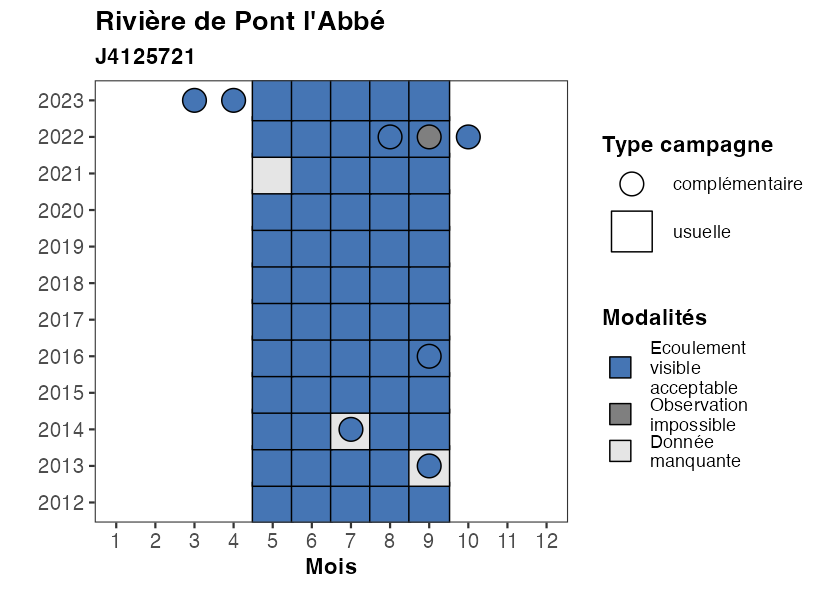 Rivière de Pont l'Abbé
J4125721
2023
2022
2021
2020
2019
2018
2017
2016
2015
2014
2013
2012
1 2 3 4 5 6 7 8 9 10 11 12
Mois
Type campagne
complémentaire
usuelle
Modalités
Ecoulement
visible
acceptable
Observation
impossible
Donnée
manquante